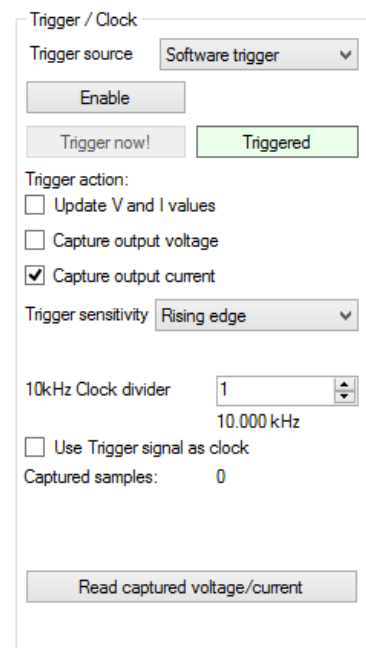 Trigger / Clock
Trigger source Software trigger
Enable
Trigger now! Triggered
Trigger action:
Update V and I values
Capture output voltage
Capture output current
Trigger sensitivity Rising edge
10kHz Clock divider 1
10.000 kHz
Use Trigger signal as clock
Captured samples: 0
Read captured voltage/current